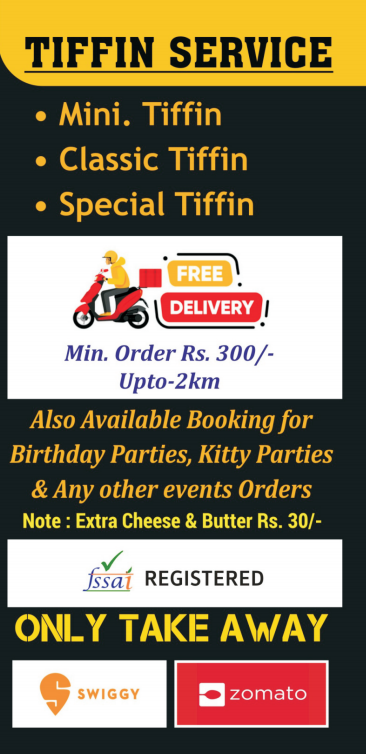 TIFFIN SERVICE
• Mini. Tiffin
• Classic Tiffin
• Special Tiffin
FREE
DELIVERY
Min. Order Rs. 300/-
Upto-2km
Also Available Booking for
Birthday Parties, Kitty Parties
& Any other events Orders
Note : Extra Cheese & Butter Rs. 30/-
fssai REGISTERED
ONLY TAKE AWAY
SWIGGY
zomato